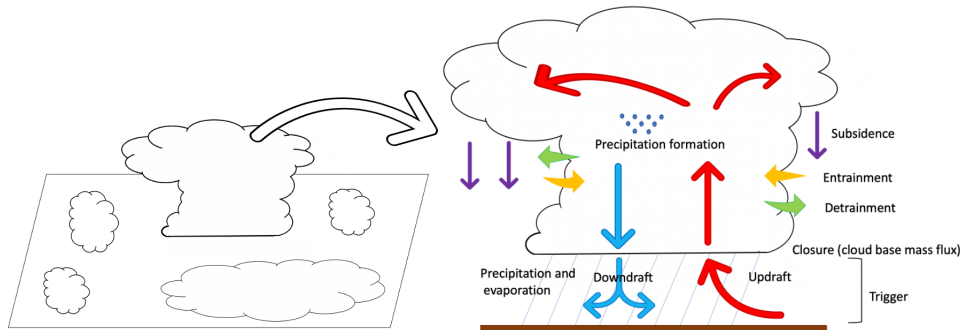 Precipitation formation
Subsidence
Entrainment
Detrainment
Closure (cloud base mass flux)
Precipitation and
evaporation
Downdraft
Updraft
Trigger